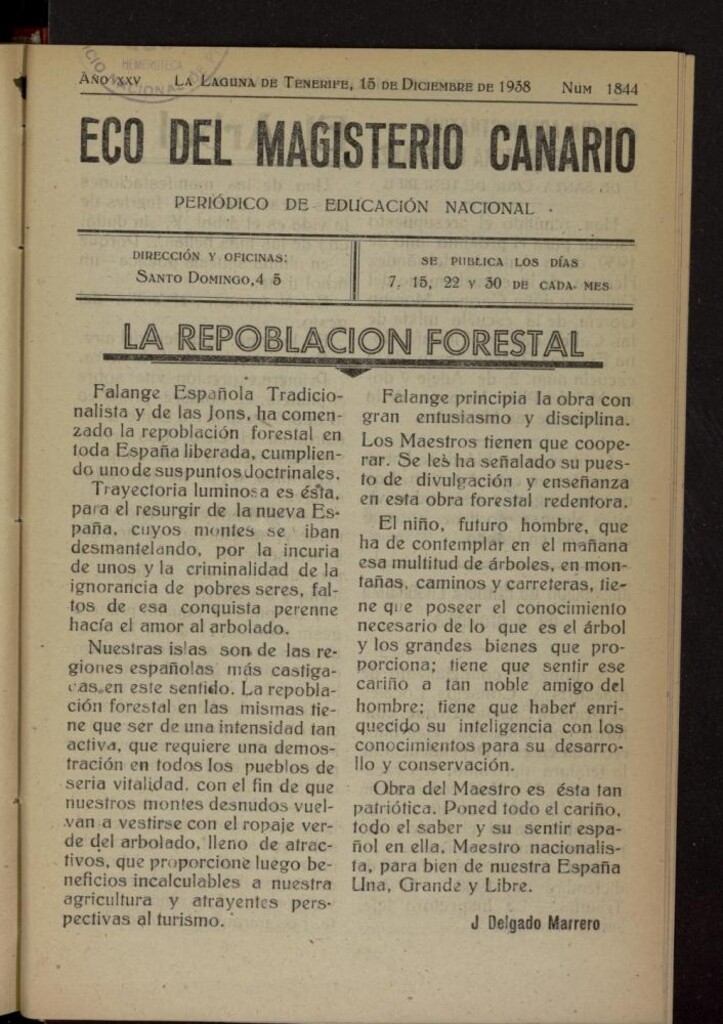 HEMEROTECA
Año XXV La Laguna de Tenerife, 15 de Diciembre de 1938 Núm 1844
ECO DEL MAGISTERIO CANARIO
PERIÓDICO DE EDUCACIÓN NACIONAL
DIRECCIÓN Y OFICINAS:
Santo Domingo, 4 5
SE PUBLICA LOS DÍAS
7, 15, 22 y 30 DE CADA MES
LA REPOBLACION FORESTAL
Falange Española Tradicio-
nalista y de las Jons, ha comen-
zado la repoblación forestal en
toda España liberada, cumplien-
do uno de sus puntos doctrinales.
Trayectoria luminosa es ésta,
para el resurgir de la nueva Es-
paña, cuyos montes se iban
desmantelando, por la incuria
de unos y la criminalidad de la
ignorancia de pobres seres, fal-
tos de esa conquista perenne
hacía el amor al arbolado.
Nuestras islas son de las re-
giones españolas más castiga-
cas en este sentido. La repobla-
ción forestal en las mismas tie-
ne que ser de una intensidad tan
activa, que requiere una demos-
tración en todos los pueblos de
seria vitalidad, con el fin de que
nuestros montes desnudos vuel-
van a vestirse con el ropaje ver-
de del arbolado, lleno de atrac-
tivos, que proporcione luego be-
neficios incalculables a nuestra
agricultura y atrayentes pers-
pectivas al turismo.
Falange principia la obra con
gran entusiasmo y disciplina.
Los Maestros tienen que coope-
rar. Se les ha señalado su pues-
to de divulgación y enseñanza
en esta obra forestal redentora.
El niño, futuro hombre, que
ha de contemplar en el mañana
esa multitud de árboles, en mon-
tañas, caminos y carreteras, tie-
ne que poseer el conocimiento
necesario de lo que es el árbol
y los grandes bienes que pro-
porciona; tiene que sentir ese
cariño a tan noble amigo del
hombre; tiene que haber enri-
quecido su inteligencia con los
conocimientos para su desarro-
llo y conservación.
Obra del Maestro es ésta tan
patriótica. Poned todo el cariño,
todo el saber y su sentir espa-
ñol en ella, Maestro nacionalis-
ta, para bien de nuestra España
Una, Grande y Libre.
J Delgado Marrero